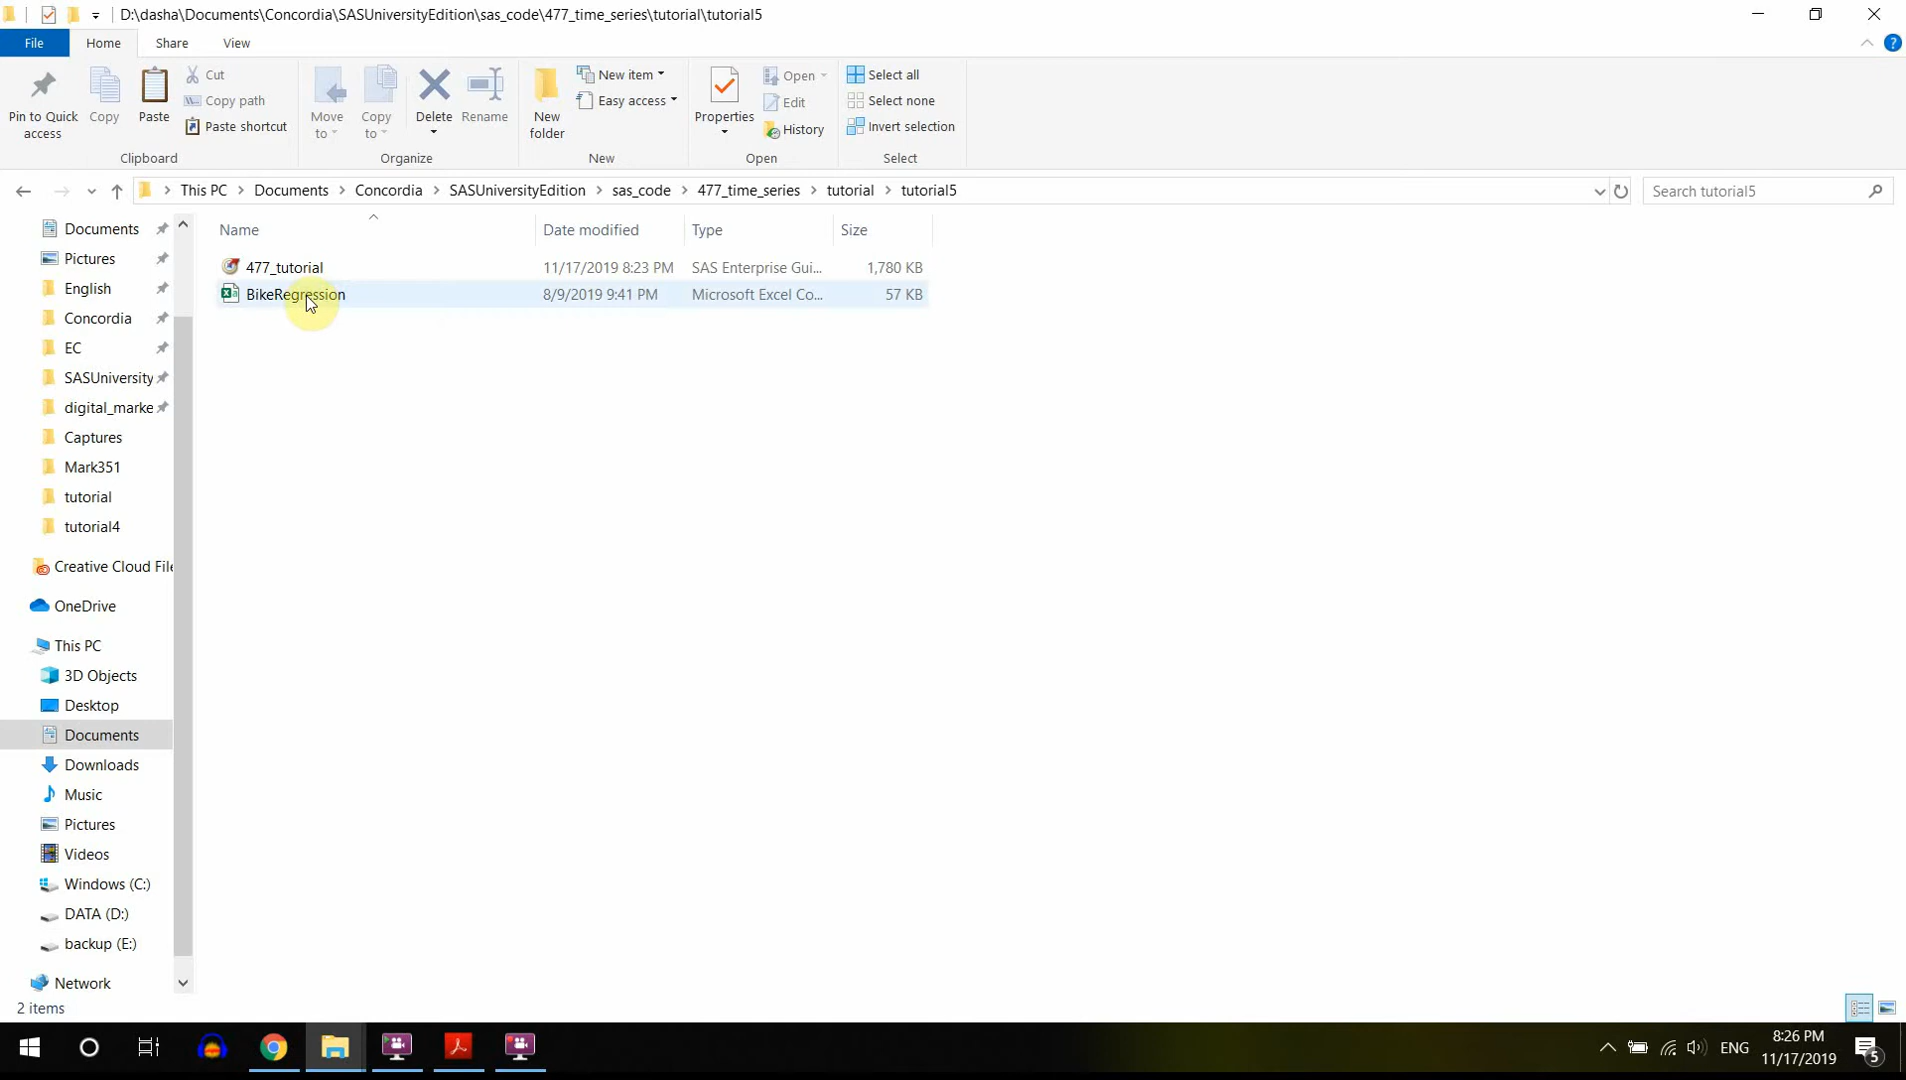 D:\dasha\Documents\Concordia\SASUniversityEdition\sas_code\477_time_series\tutorial\tutorial5
File
Home
Share
View
Pin to Quick access
Copy
Paste
Cut
Copy path
Paste shortcut
Clipboard
Move to
Copy to
Delete
Rename
Organize
New folder
New item
Easy access
New
Properties
Open
Edit
History
Open
Select all
Select none
Invert selection
Select
This PC > Documents > Concordia > SASUniversityEdition > sas_code > 477_time_series > tutorial > tutorial5
Search tutorial5
Name
Date modified
Type
Size
477_tutorial 11/17/2019 8:23 PM SAS Enterprise Gui... 1,780 KB
BikeRegression 8/9/2019 9:41 PM Microsoft Excel Co... 57 KB
Documents
Pictures
English
Concordia
EC
SASUniversity
digital_marke
Captures
Mark351
tutorial
tutorial4
Creative Cloud File
OneDrive
This PC
3D Objects
Desktop
Documents
Downloads
Music
Pictures
Videos
Windows (C:)
DATA (D:)
backup (E:)
Network
2 items
ENG
8:26 PM
11/17/2019
5